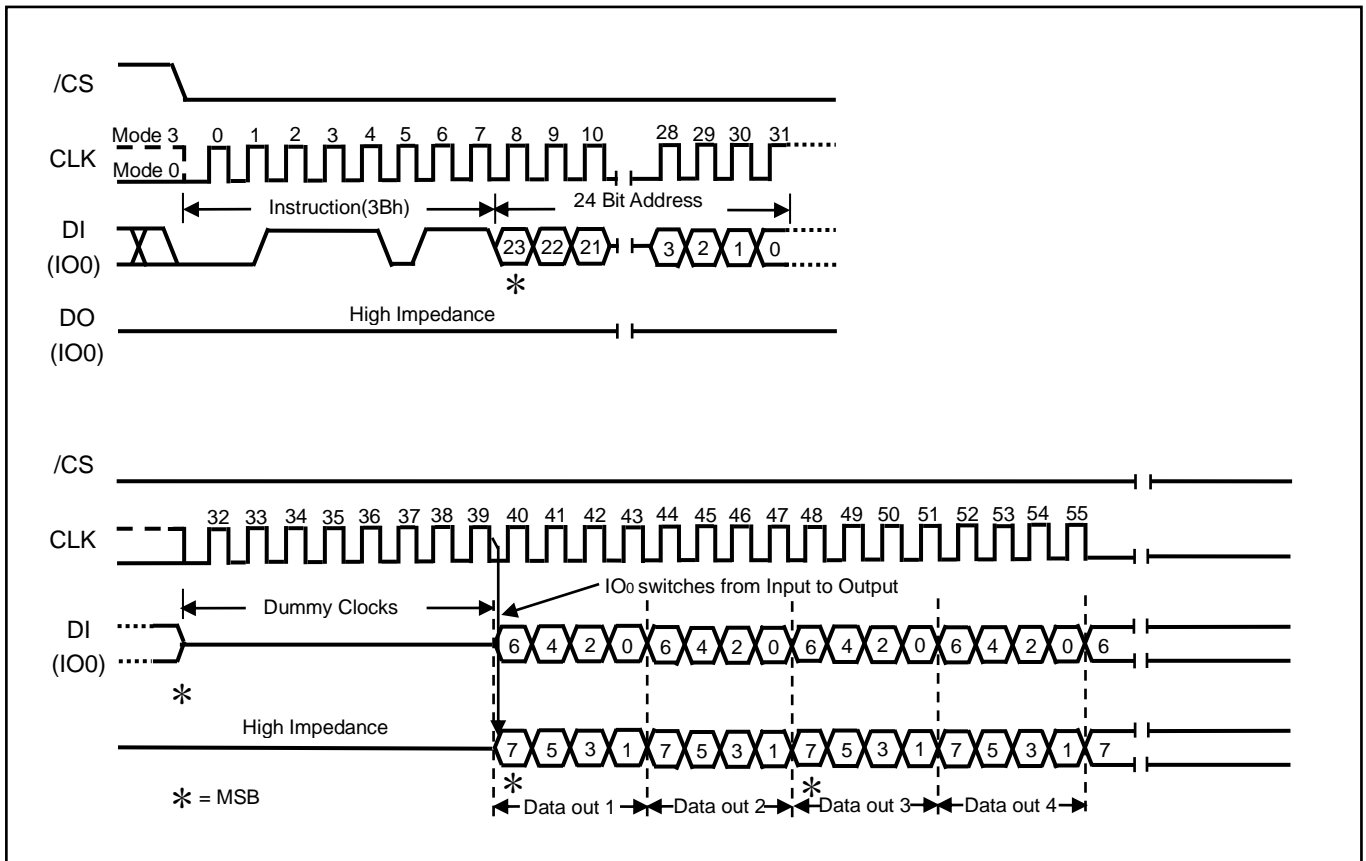 /CS
Mode 3 0 1 2 3 4 5 6 7 8 9 10 28 29 30 31
CLK
Mode 0
Instruction(3Bh) 24 Bit Address
DI
(IO0)
23 22 21 3 2 1 0
*
DO
(IO0)
High Impedance
/CS
32 33 34 35 36 37 38 39 40 41 42 43 44 45 46 47 48 49 50 51 52 53 54 55
CLK
IO0 switches from Input to Output
Dummy Clocks
DI
(IO0)
6 4 2 0 6 4 2 0 6 4 2 0 6 4 2 0 6
*
High Impedance
7 5 3 1 7 5 3 1 7 5 3 1 7 5 3 1 7
* *
* = MSB
Data out 1 Data out 2 Data out 3 Data out 4